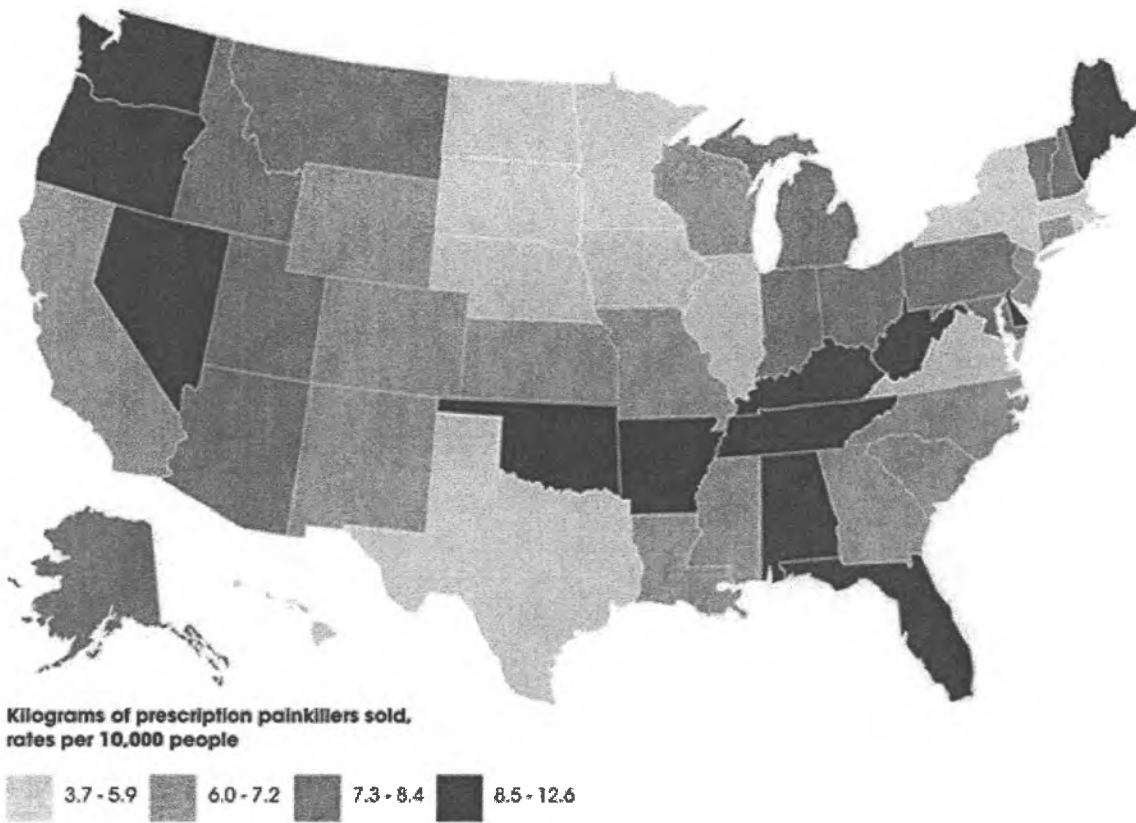 Kilograms of prescription painkillers sold,
rates per 10,000 people
3.7 - 5.9 6.0 - 7.2 7.3 - 8.4 8.5 - 12.6